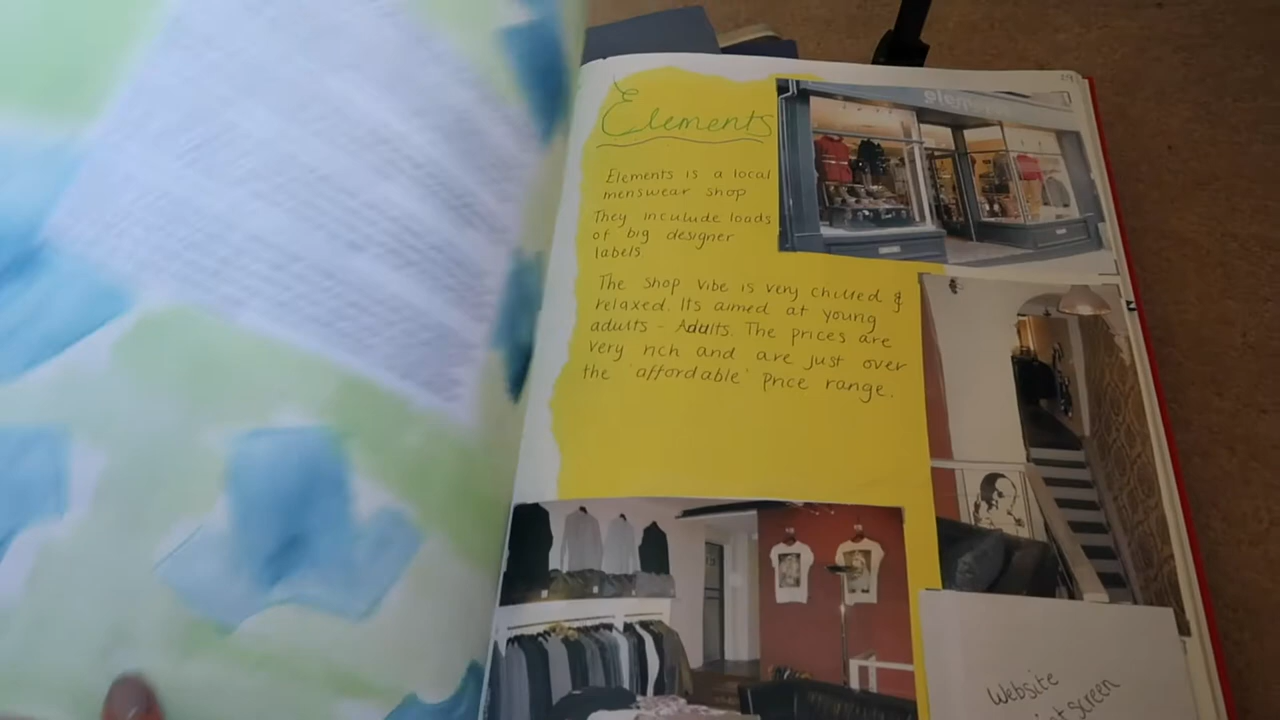 Elements
Elements is a local
menswear shop
They inculude loads
of big designer
labels
The shop vibe is very chilled &
relaxed. Its aimed at young
adults - Adults. The prices are
very rich and are just over
the 'affordable' price range.
Website
screen